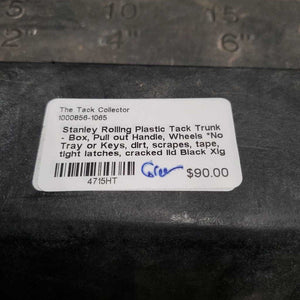 5 10 15
2" 4" 6"
The Tack Collector
1000856-1065
Stanley Rolling Plastic Tack Trunk
- Box, Pull out Handle, Wheels *No
Tray or Keys, dirt, scrapes, tape,
tight latches, cracked lid Black Xlg
$90.00
4715HT